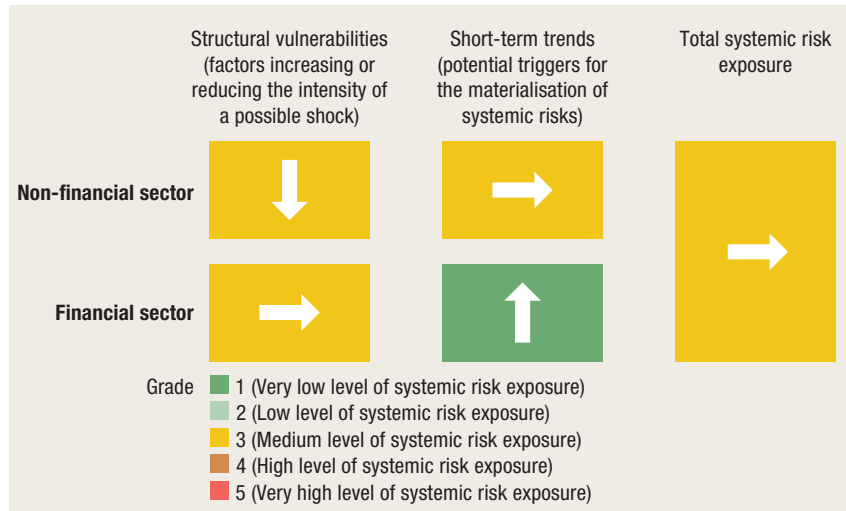 Structural vulnerabilities
(factors increasing or
reducing the intensity of
a possible shock)
Short-term trends
(potential triggers for
the materialisation of
systemic risks)
Total systemic risk
exposure
Non-financial sector
Financial sector
Grade
1 (Very low level of systemic risk exposure)
2 (Low level of systemic risk exposure)
3 (Medium level of systemic risk exposure)
4 (High level of systemic risk exposure)
5 (Very high level of systemic risk exposure)